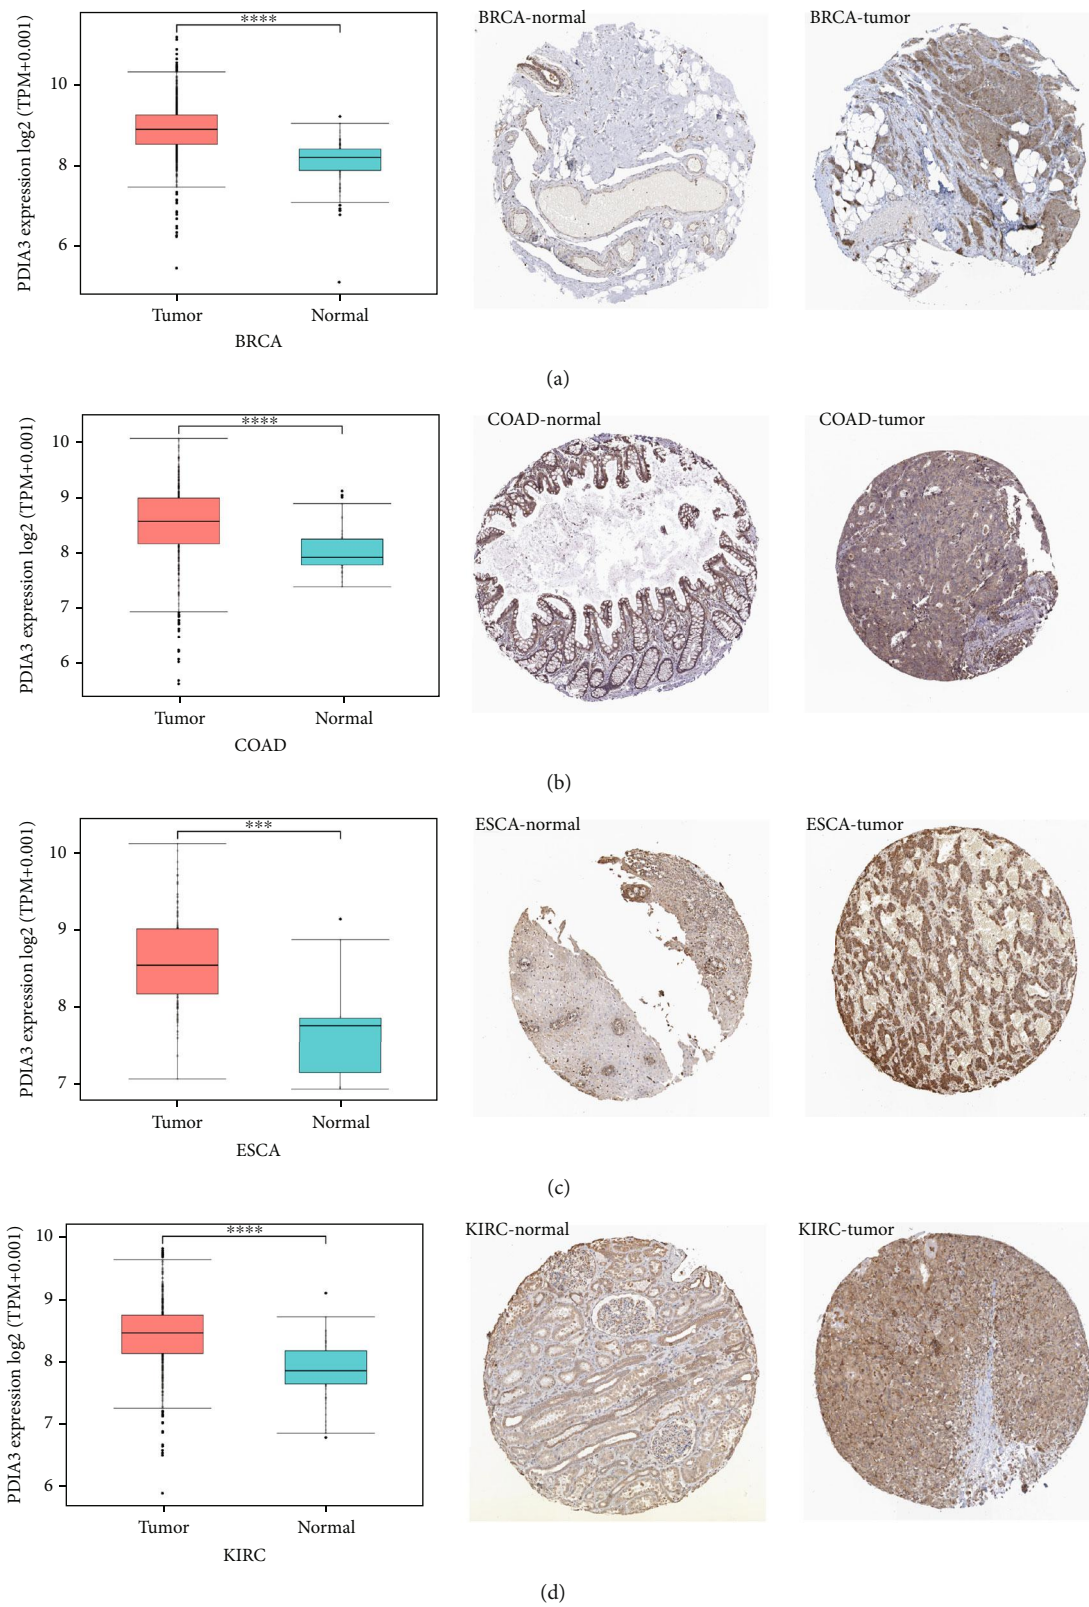 PDIA3 expression log2 (TPM+0.001)
10
8
6
****
Tumor
Normal
BRCA
BRCA-normal
BRCA-tumor
(a)
PDIA3 expression log2 (TPM+0.001)
10
9
8
7
6
****
Tumor
Normal
COAD
COAD-normal
COAD-tumor
(b)
PDIA3 expression log2 (TPM+0.001)
10
9
8
7
***
Tumor
Normal
ESCA
ESCA-normal
ESCA-tumor
(c)
PDIA3 expression log2 (TPM+0.001)
10
9
8
7
6
****
Tumor
Normal
KIRC
KIRC-normal
KIRC-tumor
(d)